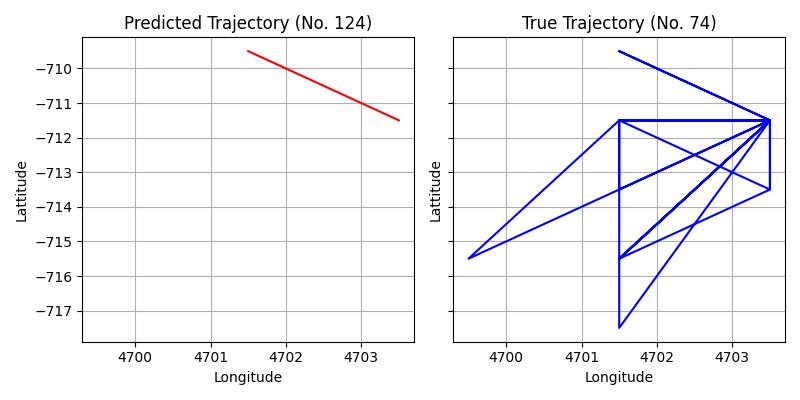 Predicted Trajectory (No. 124)
True Trajectory (No. 74)
−710
−711
−712
−713
−714
−715
−716
−717
Lattitude
Lattitude
4700 4701 4702 4703
4700 4701 4702 4703
Longitude
Longitude